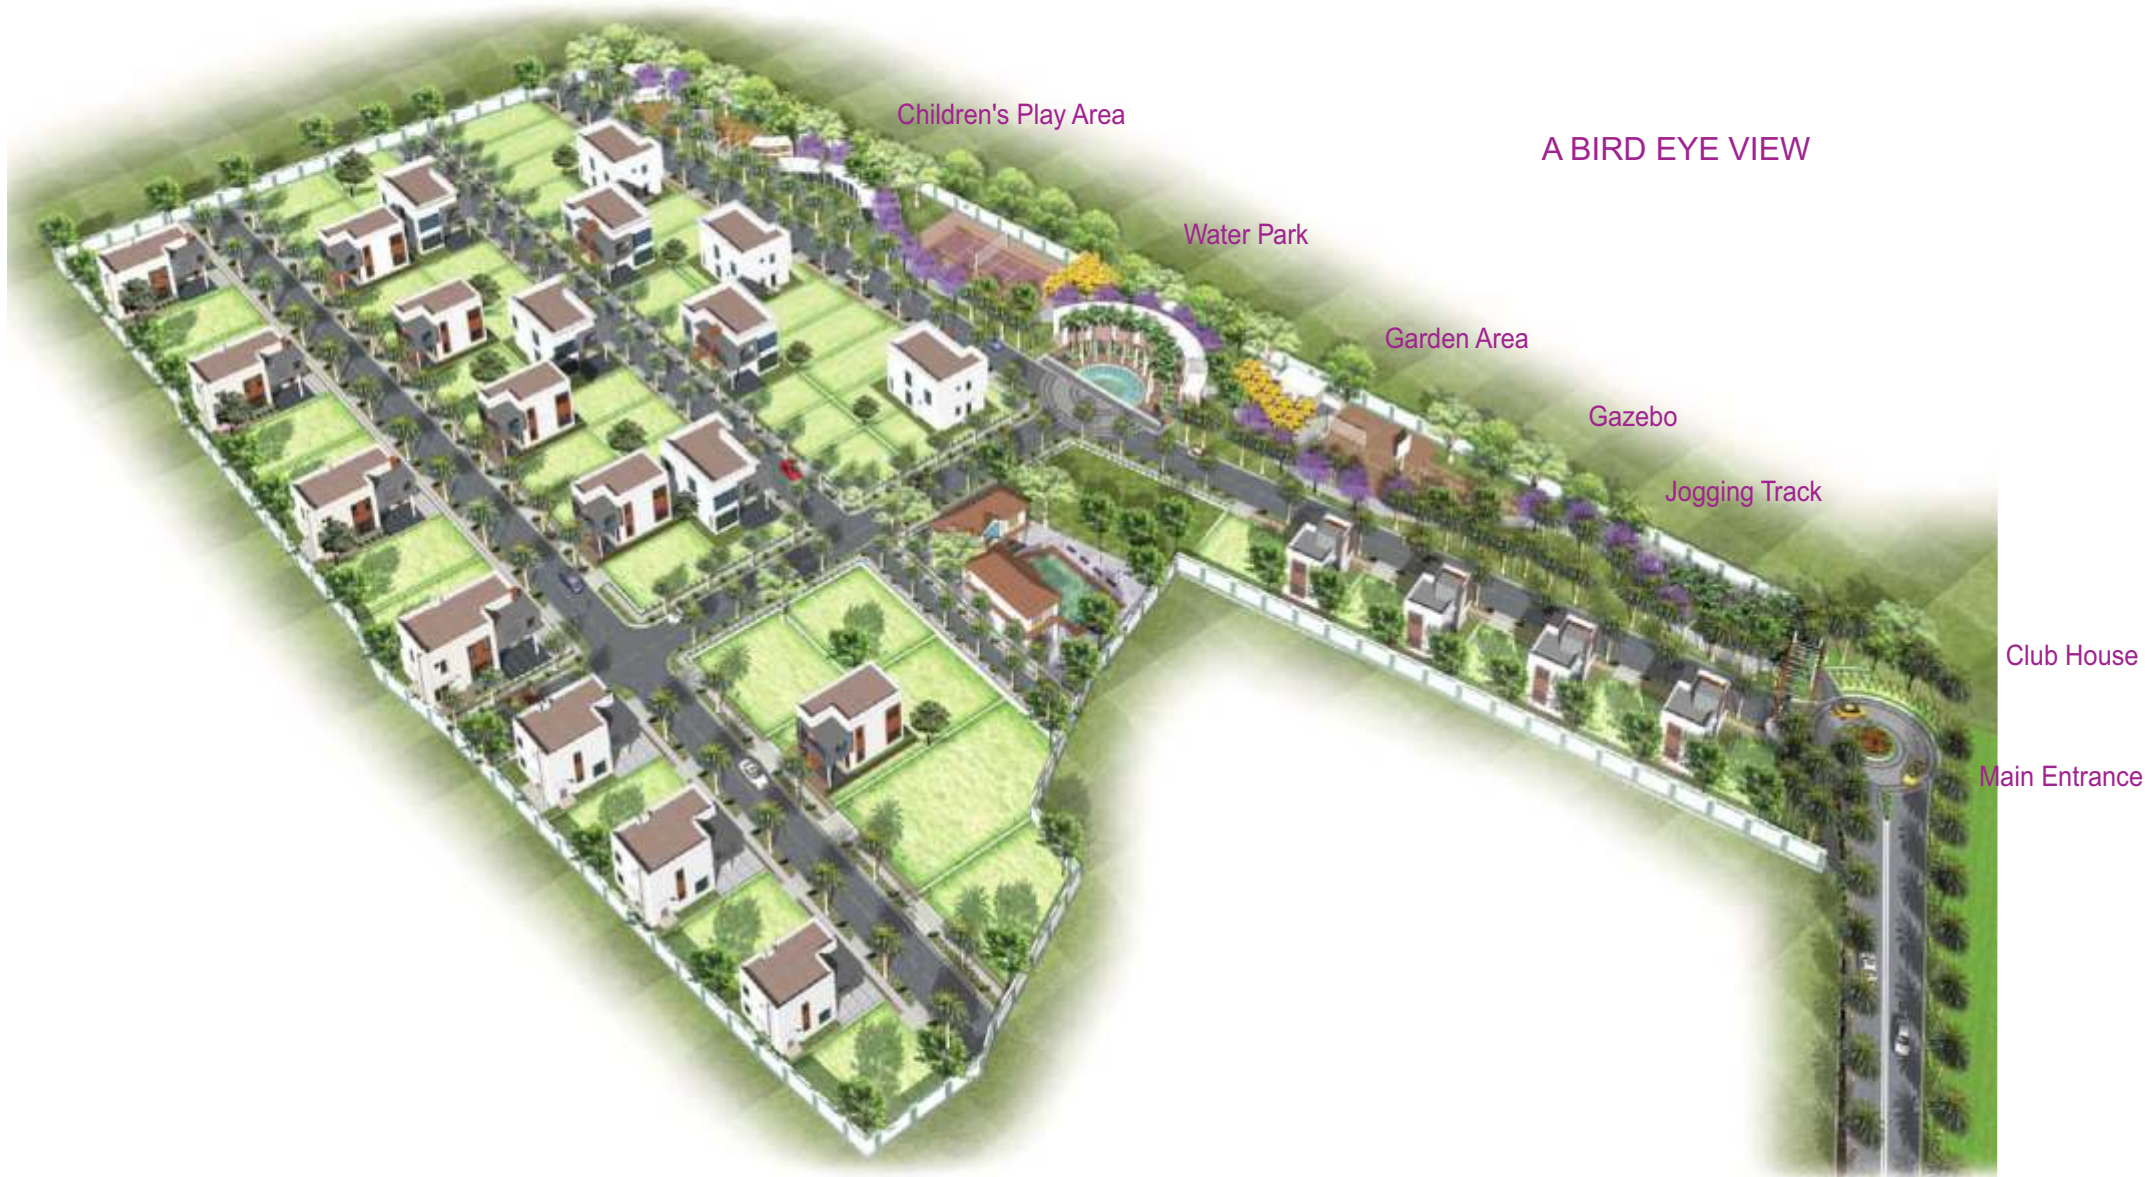 Children's Play Area
A BIRD EYE VIEW
Water Park
Garden Area
Gazebo
Jogging Track
Club House
Main Entrance